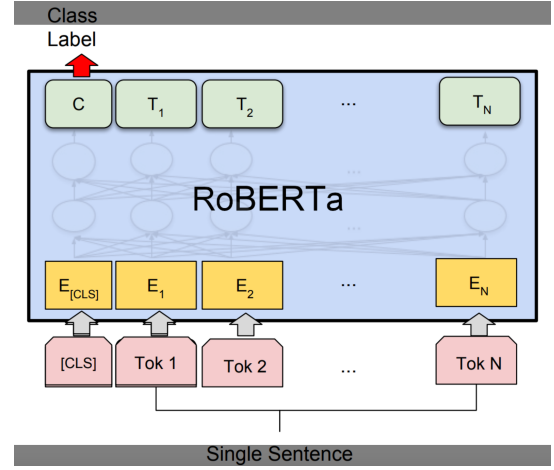 Class
Label
C T1 T2 ... TN
...
RoBERTa
...
E[CLS] E1 E2 ... EN
[CLS] Tok 1 Tok 2 ... Tok N
Single Sentence